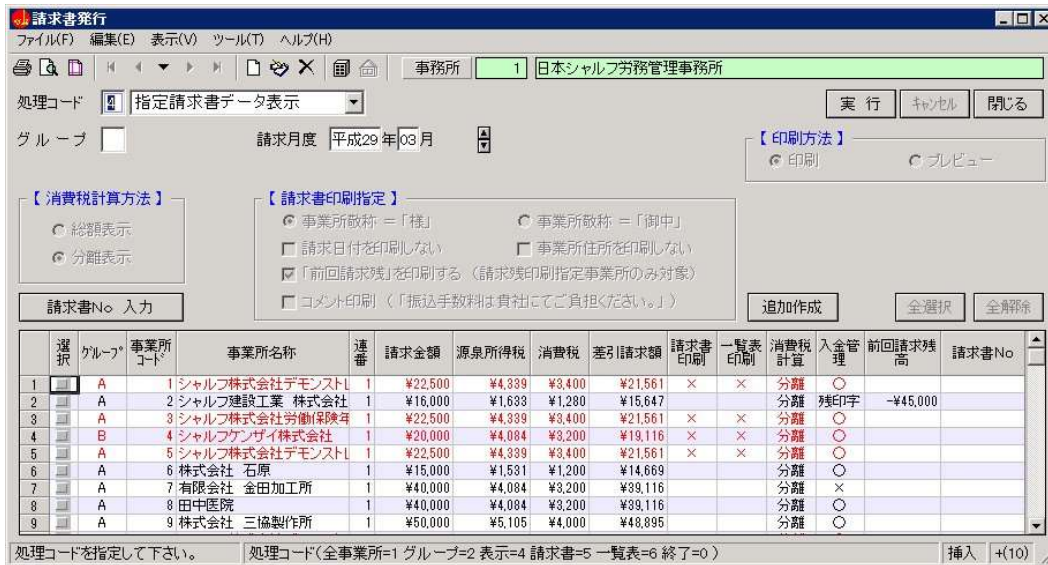 請求書発行
ファイル(F) 編集(E) 表示(V) ツール(T) ヘルプ(H)
事務所 1 日本シャルフ労務管理事務所
処理コード 4 指定請求書データ表示 実 行 キャンセル 閉じる
グループ 請求月度 平成29年03月
【 印刷方法 】
印刷 プレビュー
【 消費税計算方法 】 【 請求書印刷指定 】
総額表示 事業所敬称 =「様」 事業所敬称 =「御中」
分離表示 請求日付を印刷しない 事業所住所を印刷しない
「前回請求残」を印刷する (請求残印刷指定事業所のみ対象)
コメント印刷 (「振込手数料は貴社にてご負担ください。」)
請求書No 入力 追加作成 全選択 全解除
選択 グループ 事業所コード 事業所名称 連番 請求金額 源泉所得税 消費税 差引請求額 請求書印刷 一覧表印刷 消費税計算 入金管理 前回請求残高 請求書No
1 A 1 シャルフ株式会社デモンストレ 1 ¥22,500 ¥4,339 ¥3,400 ¥21,561 × × 分離 ○
2 A 2 シャルフ建設工業 株式会社 1 ¥16,000 ¥1,633 ¥1,280 ¥15,647 分離 残印字 -¥45,000
3 A 3 シャルフ株式会社労働保険年 1 ¥22,500 ¥4,339 ¥3,400 ¥21,561 × × 分離 ○
4 B 4 シャルフケンザイ株式会社 1 ¥20,000 ¥4,084 ¥3,200 ¥19,116 × × 分離 ○
5 A 5 シャルフ株式会社デモンストレ 1 ¥22,500 ¥4,339 ¥3,400 ¥21,561 × × 分離 ○
6 A 6 株式会社 石原 1 ¥15,000 ¥1,531 ¥1,200 ¥14,669 分離 ○
7 A 7 有限会社 金田加工所 1 ¥40,000 ¥4,084 ¥3,200 ¥39,116 分離 ×
8 A 8 田中医院 1 ¥40,000 ¥4,084 ¥3,200 ¥39,116 分離 ○
9 A 9 株式会社 三協製作所 1 ¥50,000 ¥5,105 ¥4,000 ¥48,895 分離 ○
処理コードを指定して下さい。 処理コード(全事業所=1 グループ=2 表示=4 請求書=5 一覧表=6 終了=0 ) 挿入 +(10)